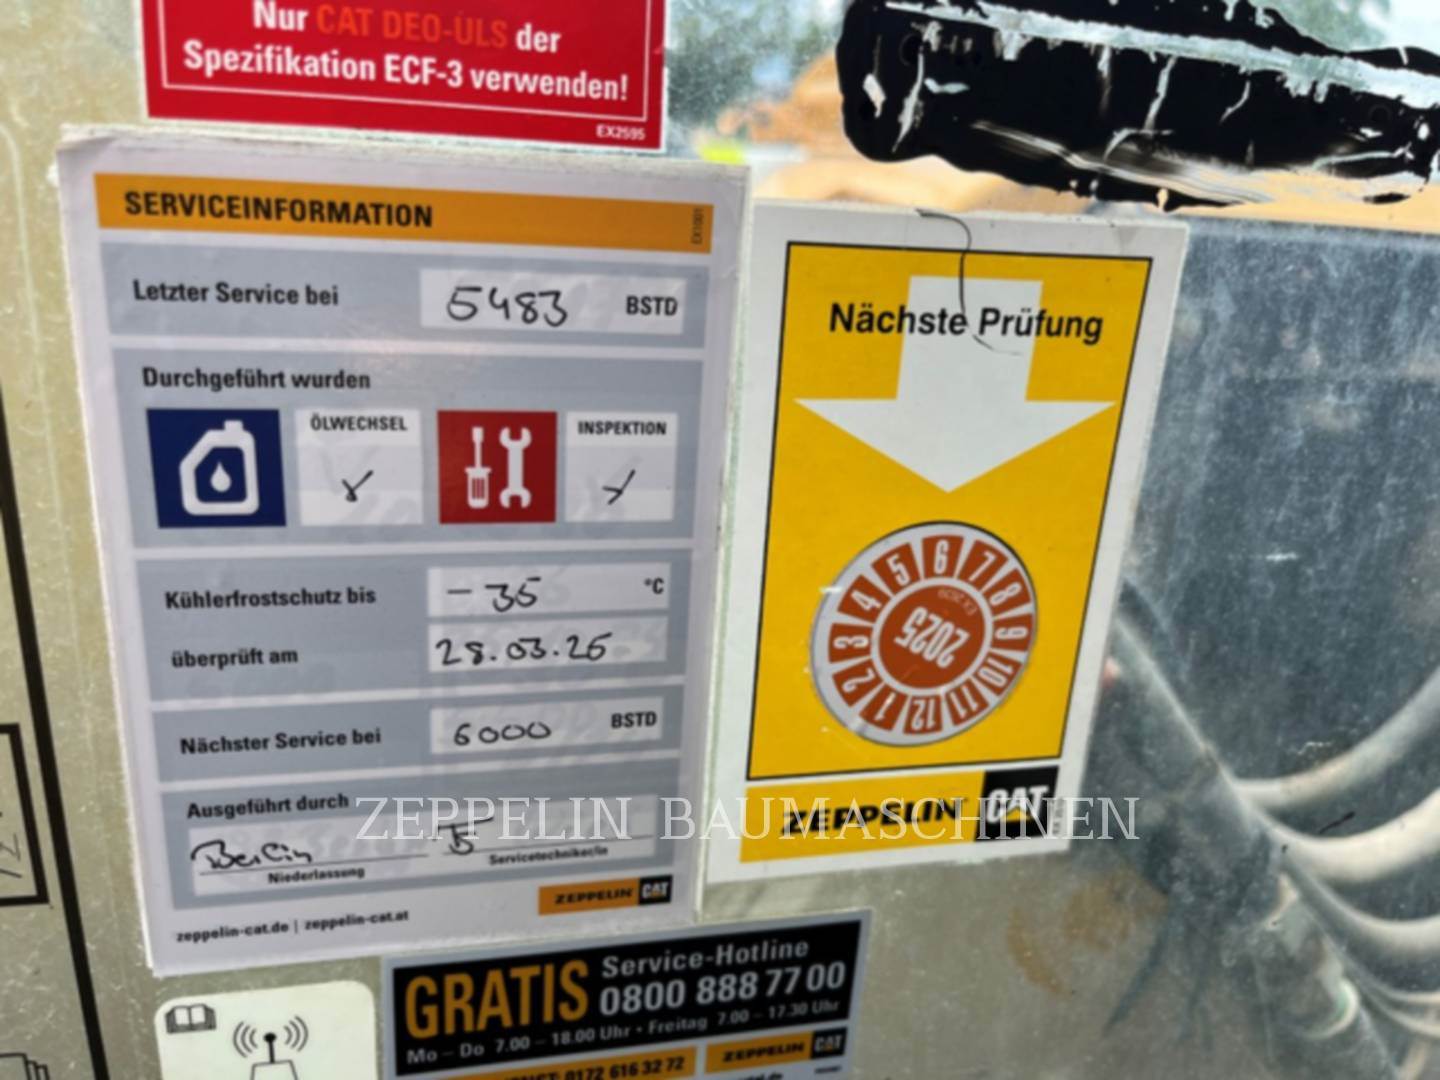 Nur CAT DEO-ULS der
Spezifikation ECF-3 verwenden!
EX2595
SERVICEINFORMATION
EX1001
Letzter Service bei 5483 BSTD
Durchgeführt wurden
ÖLWECHSEL
INSPEKTION
Kühlerfrostschutz bis -35 °C
überprüft am 28.03.25
Nächster Service bei 6000 BSTD
Ausgeführt durch
Berlin
Niederlassung
Servicetechniker/in
ZEPPELIN CAT
zeppelin-cat.de | zeppelin-cat.at
Nächste Prüfung
1 2 3 4 5 6 7 8 9 10 11 12
2025
ZEPPELIN CAT
ZEPPELIN BAUMASCHINEN
GRATIS Service-Hotline
0800 888 77 00
Mo – Do 7.00 – 18.00 Uhr • Freitag 7.00 – 17.30 Uhr
0172 616 32 72
ZEPPELIN CAT